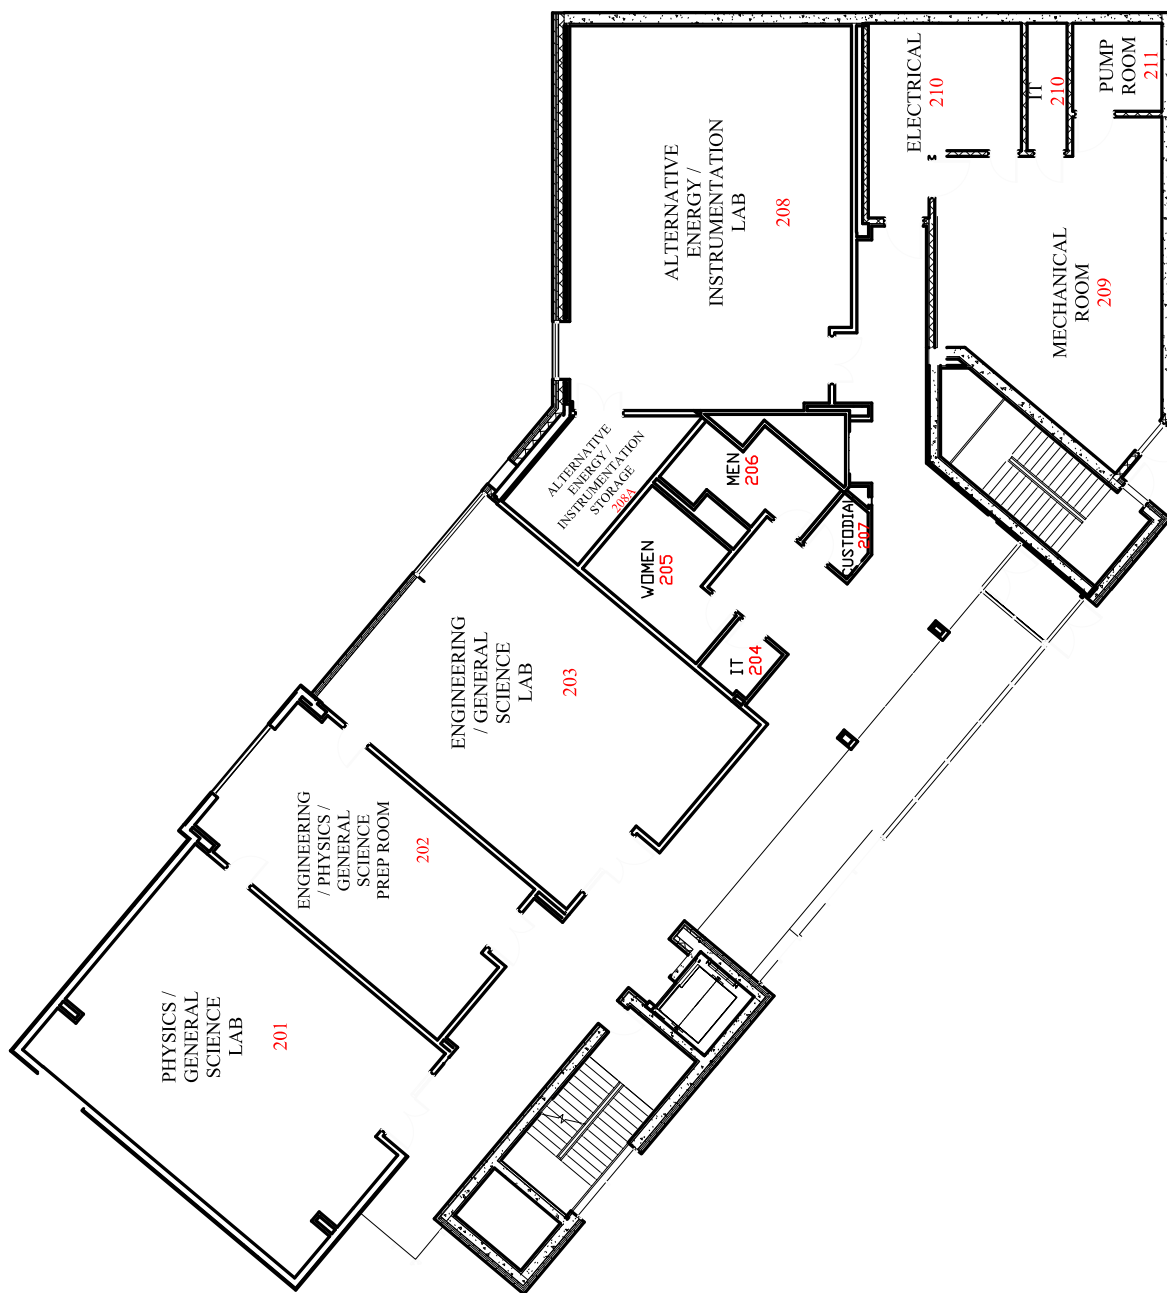 PHYSICS /
GENERAL
SCIENCE
LAB
201
ENGINEERING
/ PHYSICS /
GENERAL
SCIENCE
PREP ROOM
202
ENGINEERING
/ GENERAL
SCIENCE
LAB
203
IT
204
WOMEN
205
MEN
206
CUSTODIAL
207
ALTERNATIVE
ENERGY /
INSTRUMENTATION
STORAGE
208A
ALTERNATIVE
ENERGY /
INSTRUMENTATION
LAB
208
ELECTRICAL
210
IT
210
PUMP
ROOM
211
MECHANICAL
ROOM
209